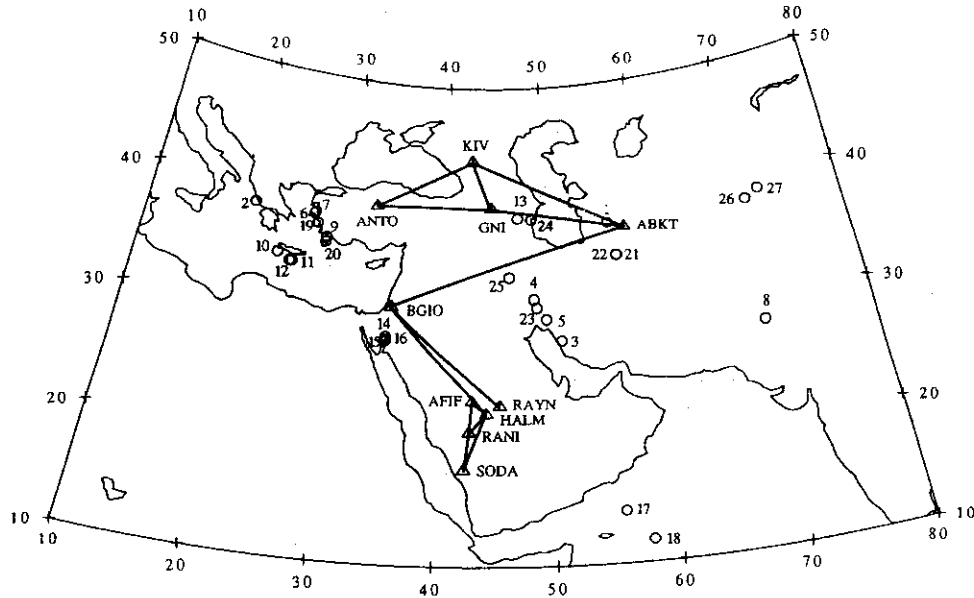 10 80
50 20 70 50
30 40 50 60
40 KIV 40
2 7 13 26 27
6 ANTO GNI 24 ABKT
19 9
10 20 22 21
12 11
30 25 4 8
BGIO 23 5
14 3
15 16
20 AFIF RAYN 20
HALM
RANI
SODA
17
10 18 10
10 80
20 70
30 40 50 60